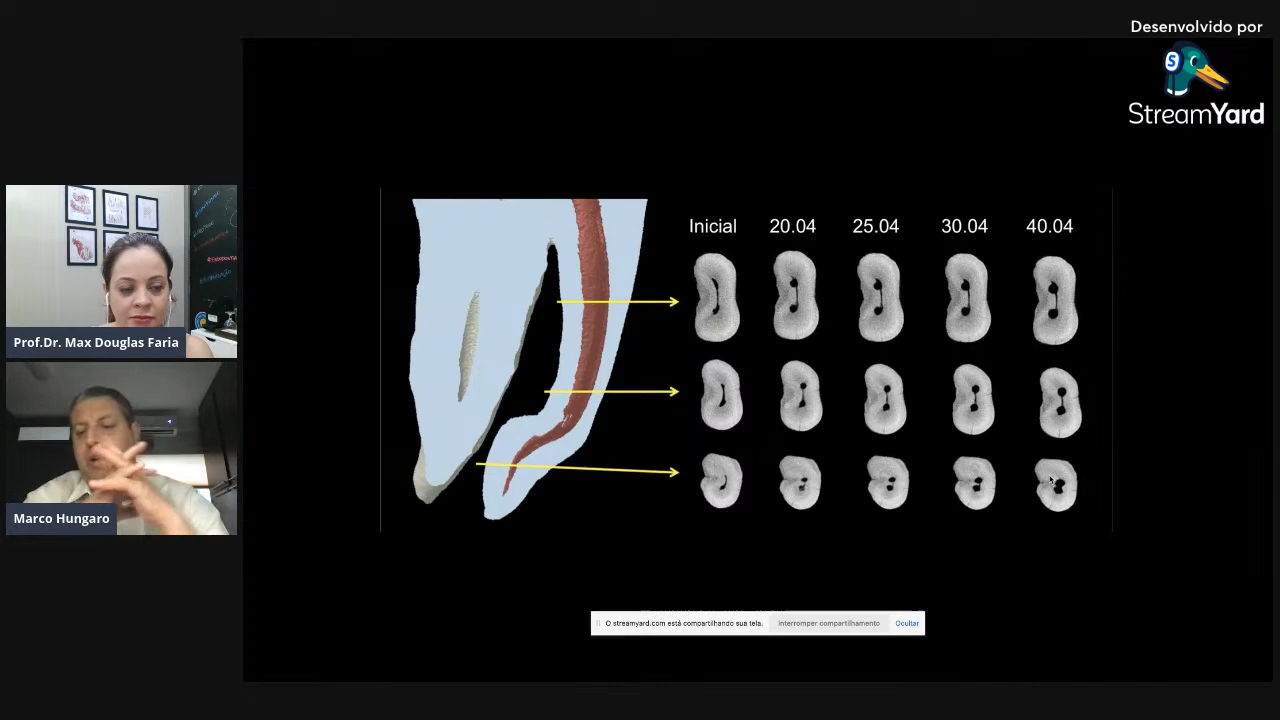 Desenvolvido por
S
StreamYard
Inicial 20.04 25.04 30.04 40.04
Prof.Dr. Max Douglas Faria
Marco Hungaro
O streamyard.com está compartilhando sua tela. Interromper compartilhamento Ocultar